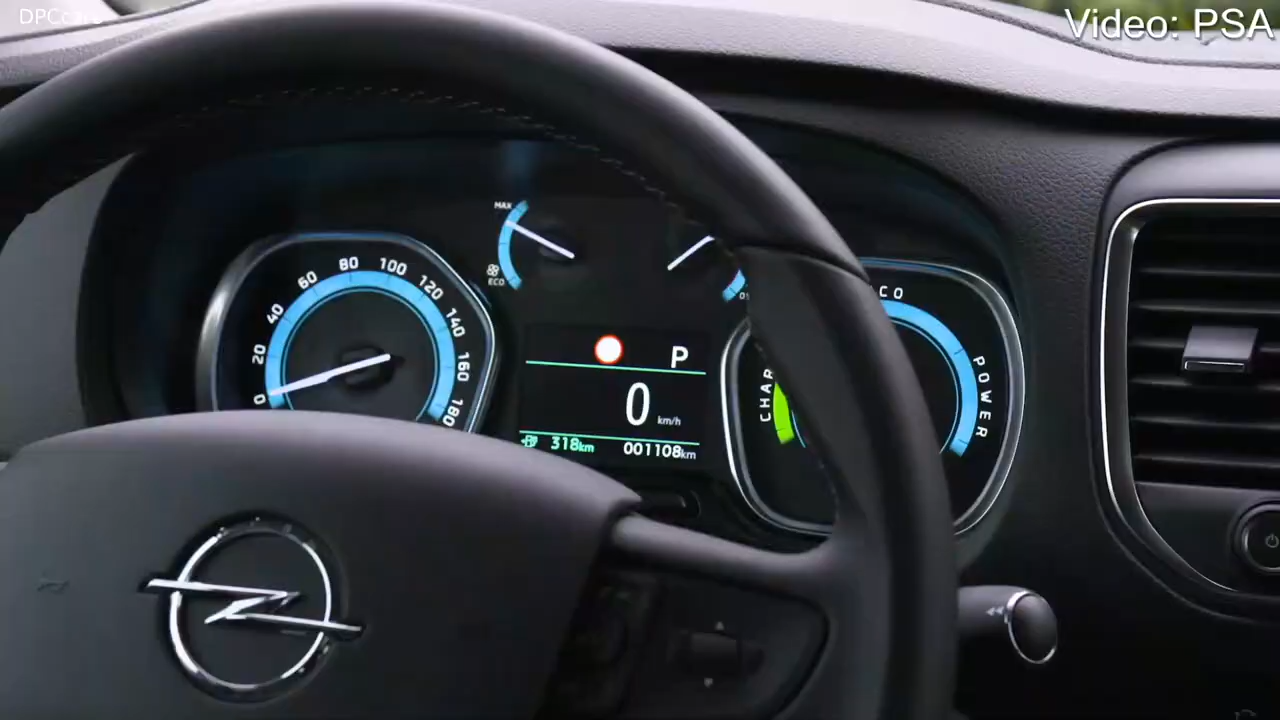 DPCcars
Video: PSA
MAX
ECO
0
20
40
60
80
100
120
140
160
180
P
0 km/h
318km
001108km
CHAR
CO
POWER